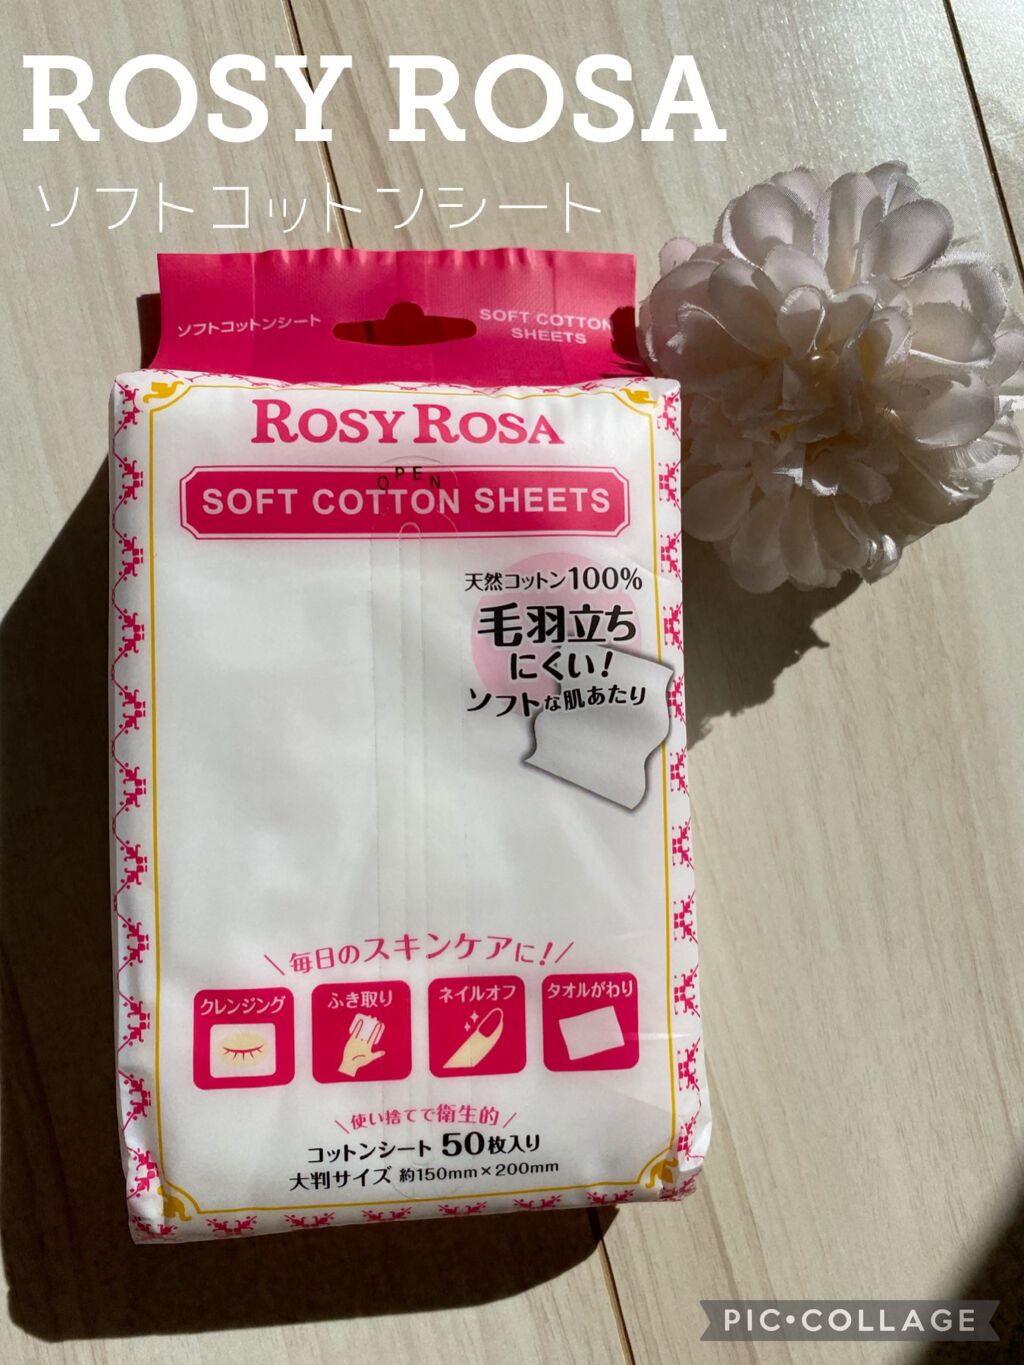 ROSY ROSA
ソフトコットンシート
ソフトコットンシート
SOFT COTTON
SHEETS
ROSY ROSA
OPEN
SOFT COTTON SHEETS
天然コットン100%
毛羽立ち
にくい!
ソフトな肌あたり
\毎日のスキンケアに!/
クレンジング
ふき取り
ネイルオフ
タオルがわり
\使い捨てで衛生的/
コットンシート 50枚入り
大判サイズ 約150mm×200mm
PIC•COLLAGE